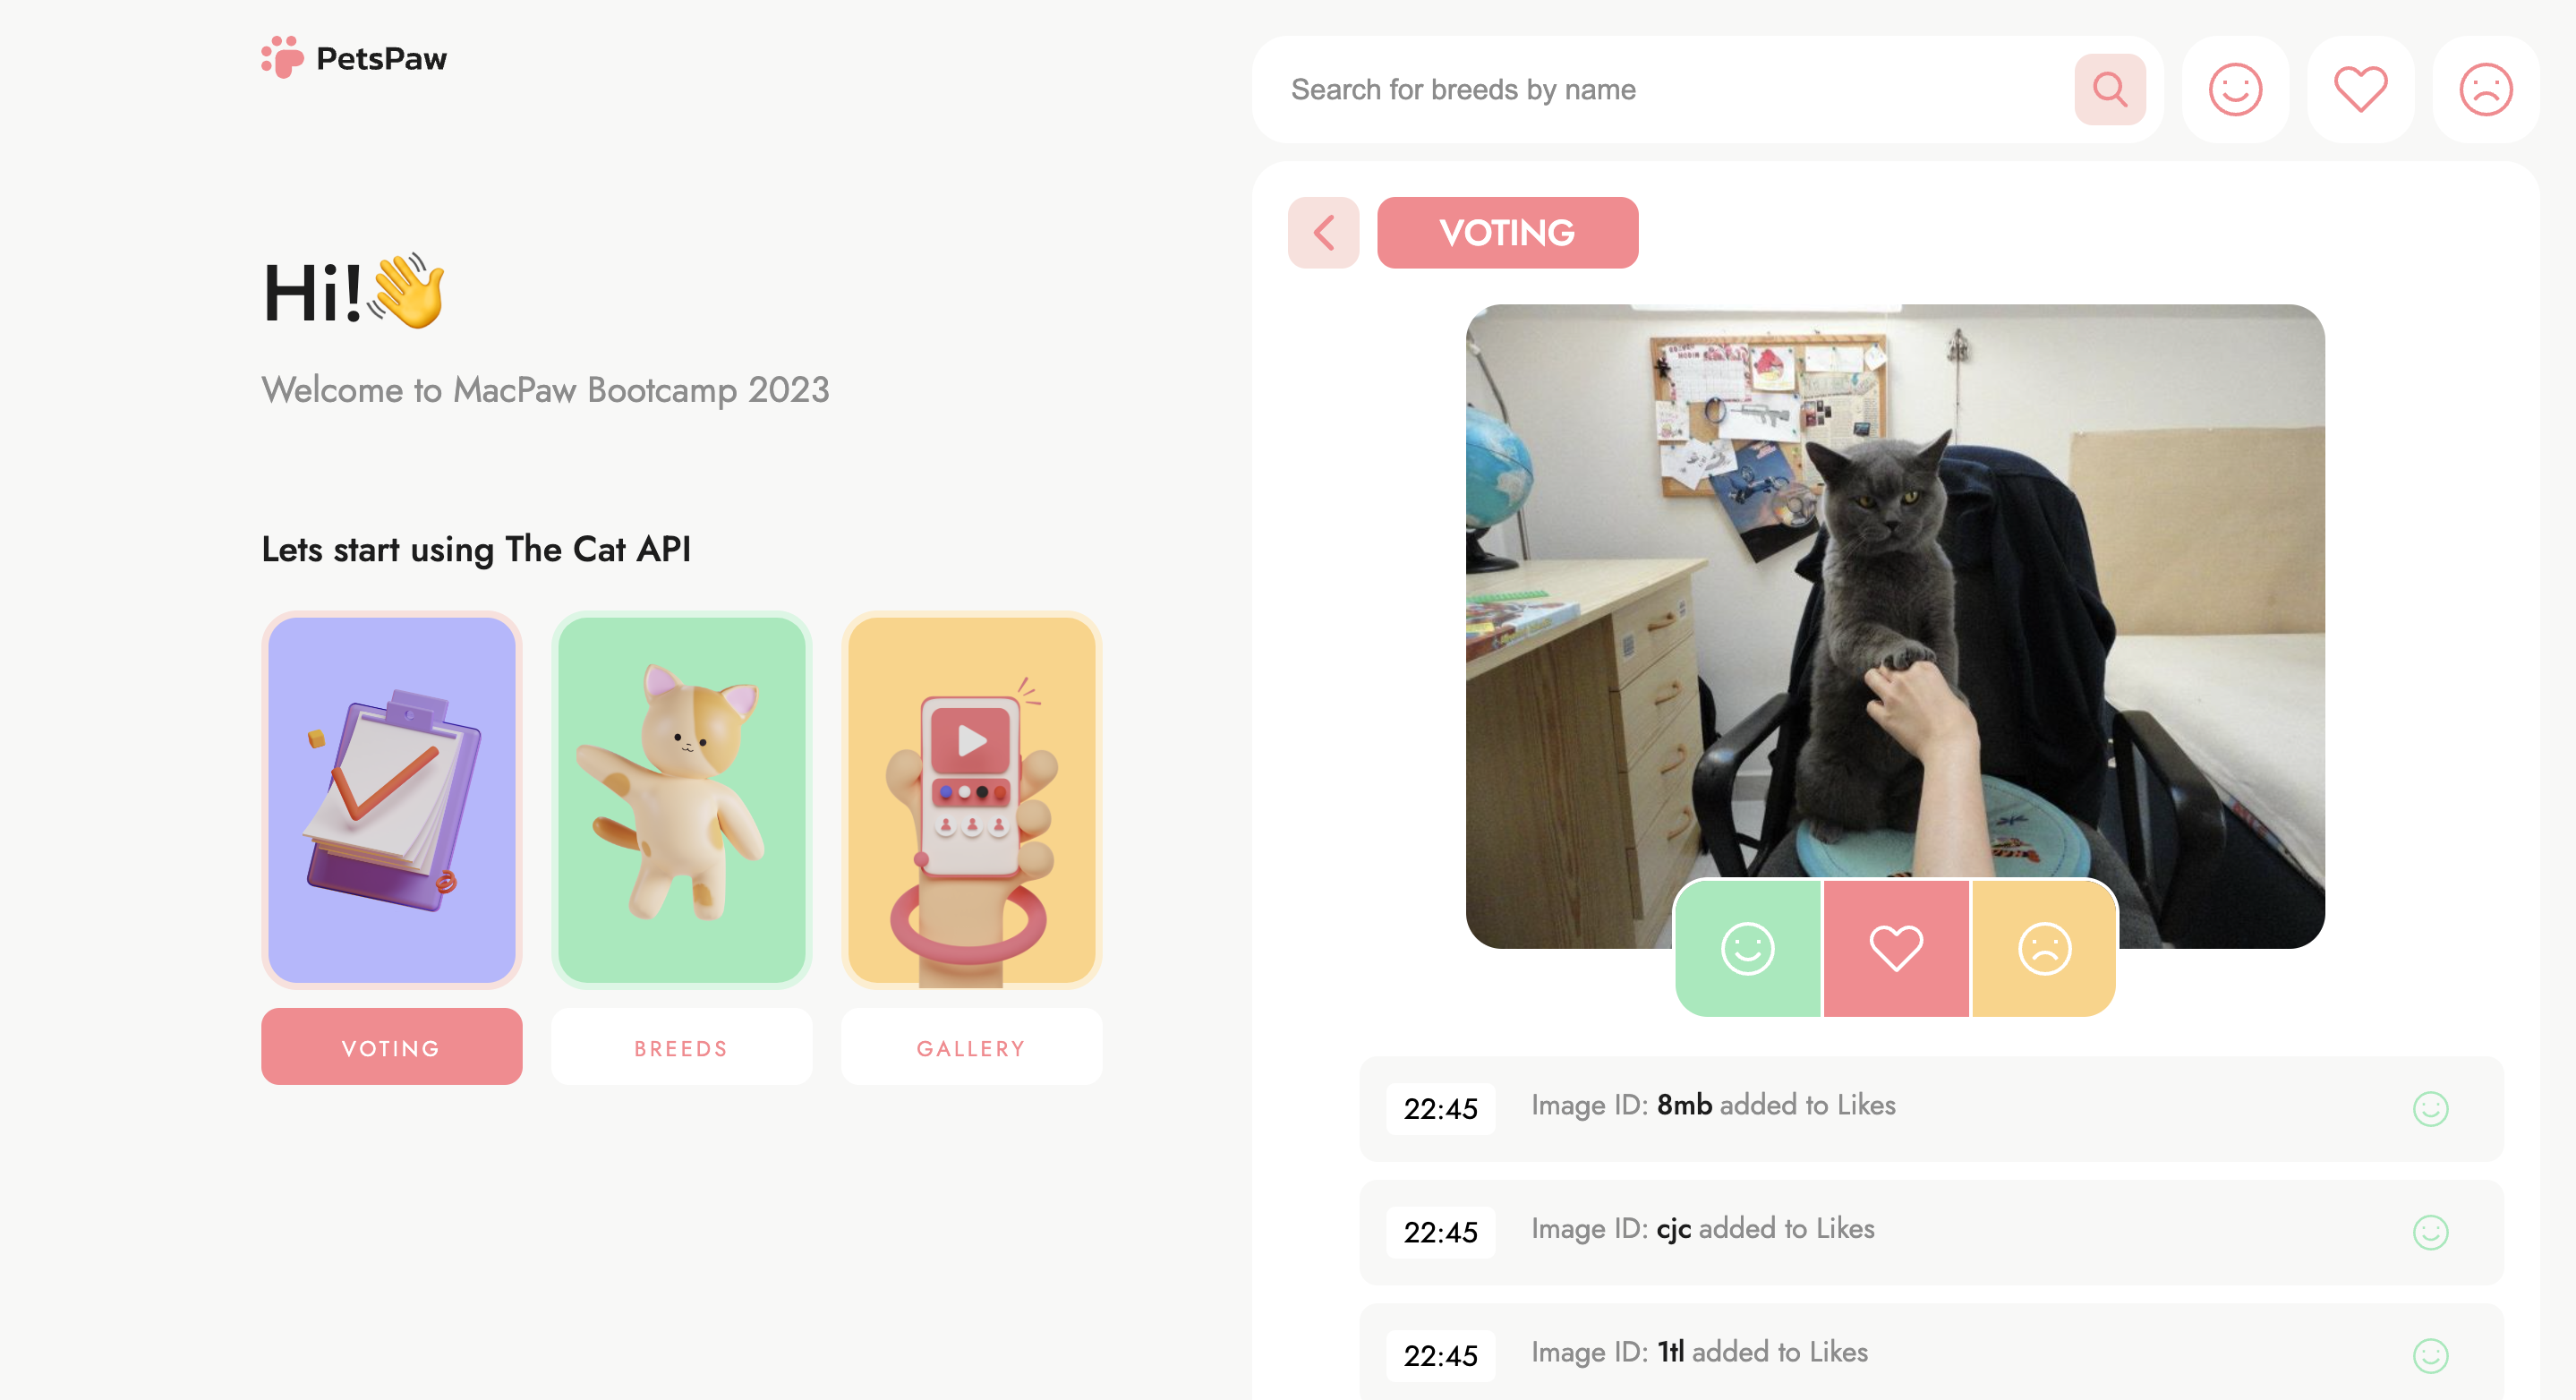 PetsPaw
Hi!👋
Welcome to MacPaw Bootcamp 2023
Lets start using The Cat API
VOTING
BREEDS
GALLERY
Search for breeds by name
VOTING
22:45 Image ID: 8mb added to Likes
22:45 Image ID: cjc added to Likes
22:45 Image ID: 1tl added to Likes